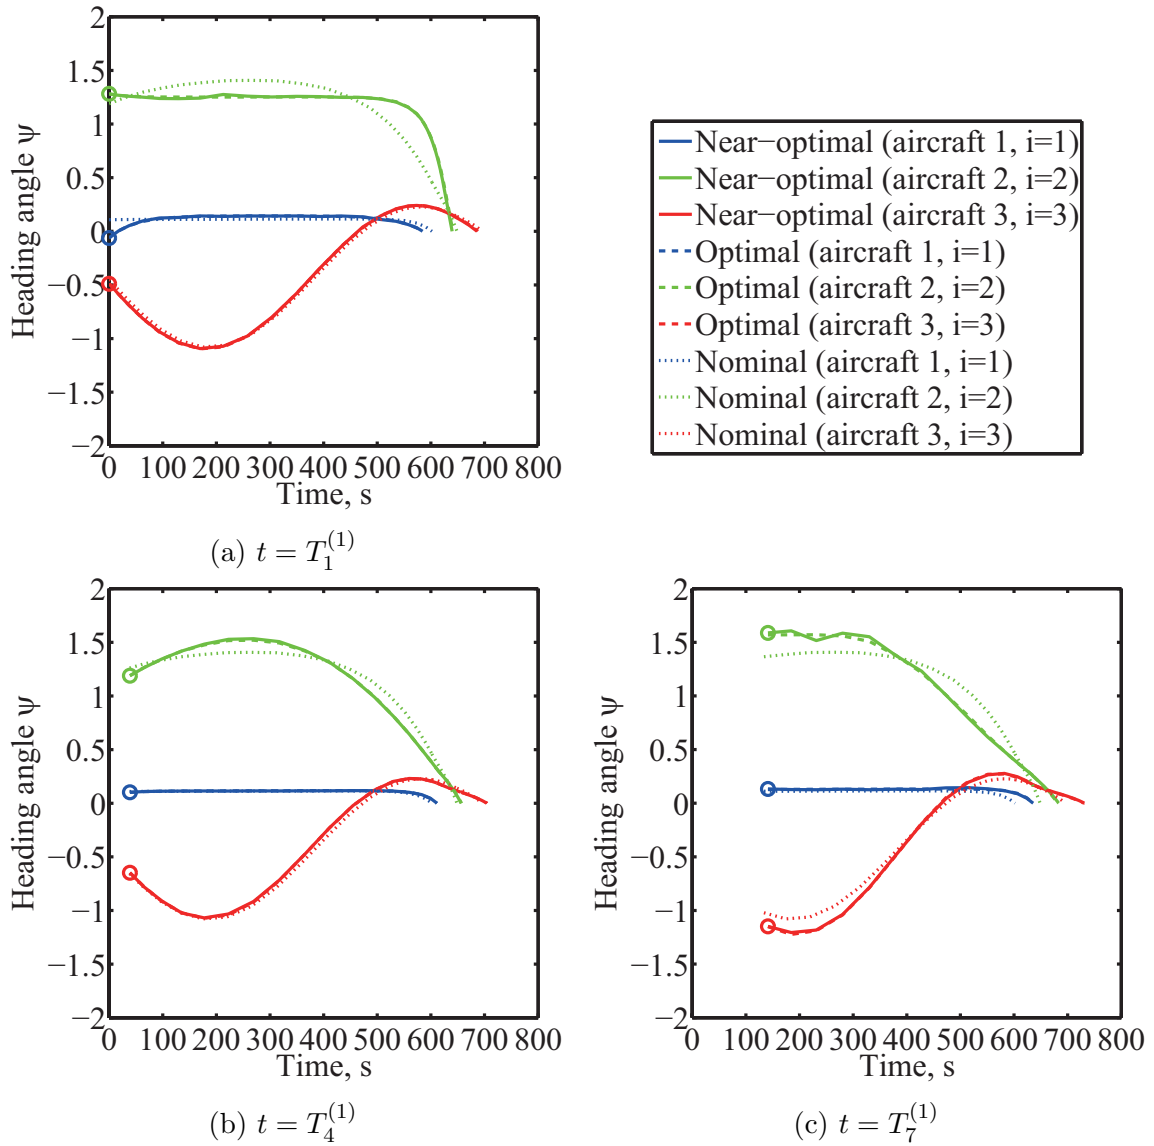 2
1.5
1
0.5
0
−0.5
−1
−1.5
−2
Heading angle ψ
0 100 200 300 400 500 600 700 800
Time, s
(a) t = T₁⁽¹⁾
Near−optimal (aircraft 1, i=1)
Near−optimal (aircraft 2, i=2)
Near−optimal (aircraft 3, i=3)
Optimal (aircraft 1, i=1)
Optimal (aircraft 2, i=2)
Optimal (aircraft 3, i=3)
Nominal (aircraft 1, i=1)
Nominal (aircraft 2, i=2)
Nominal (aircraft 3, i=3)
2
1.5
1
0.5
0
−0.5
−1
−1.5
−2
Heading angle ψ
0 100 200 300 400 500 600 700 800
Time, s
(b) t = T₄⁽¹⁾
2
1.5
1
0.5
0
−0.5
−1
−1.5
−2
Heading angle ψ
0 100 200 300 400 500 600 700 800
Time, s
(c) t = T₇⁽¹⁾